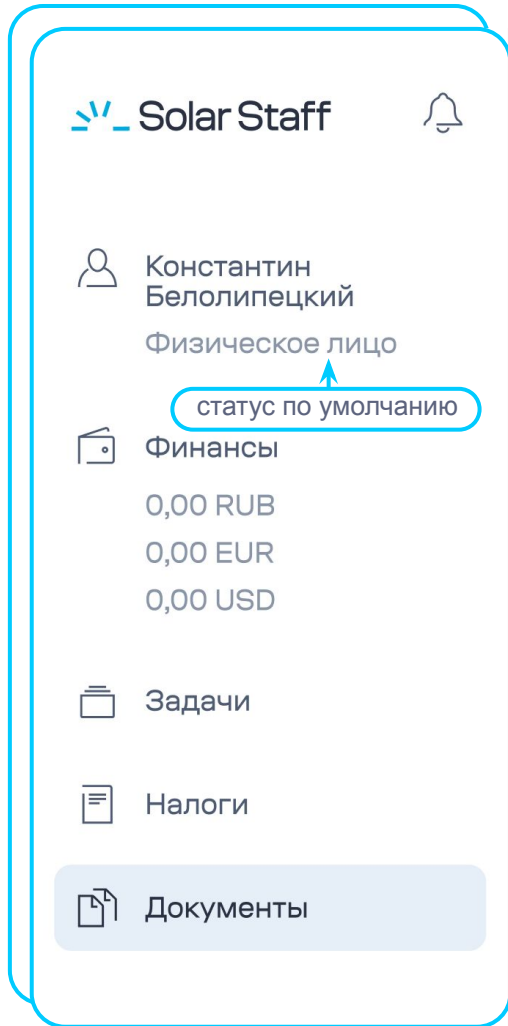 Solar Staff
Константин
Белолипецкий
Физическое лицо
статус по умолчанию
Финансы
0,00 RUB
0,00 EUR
0,00 USD
Задачи
Налоги
Документы